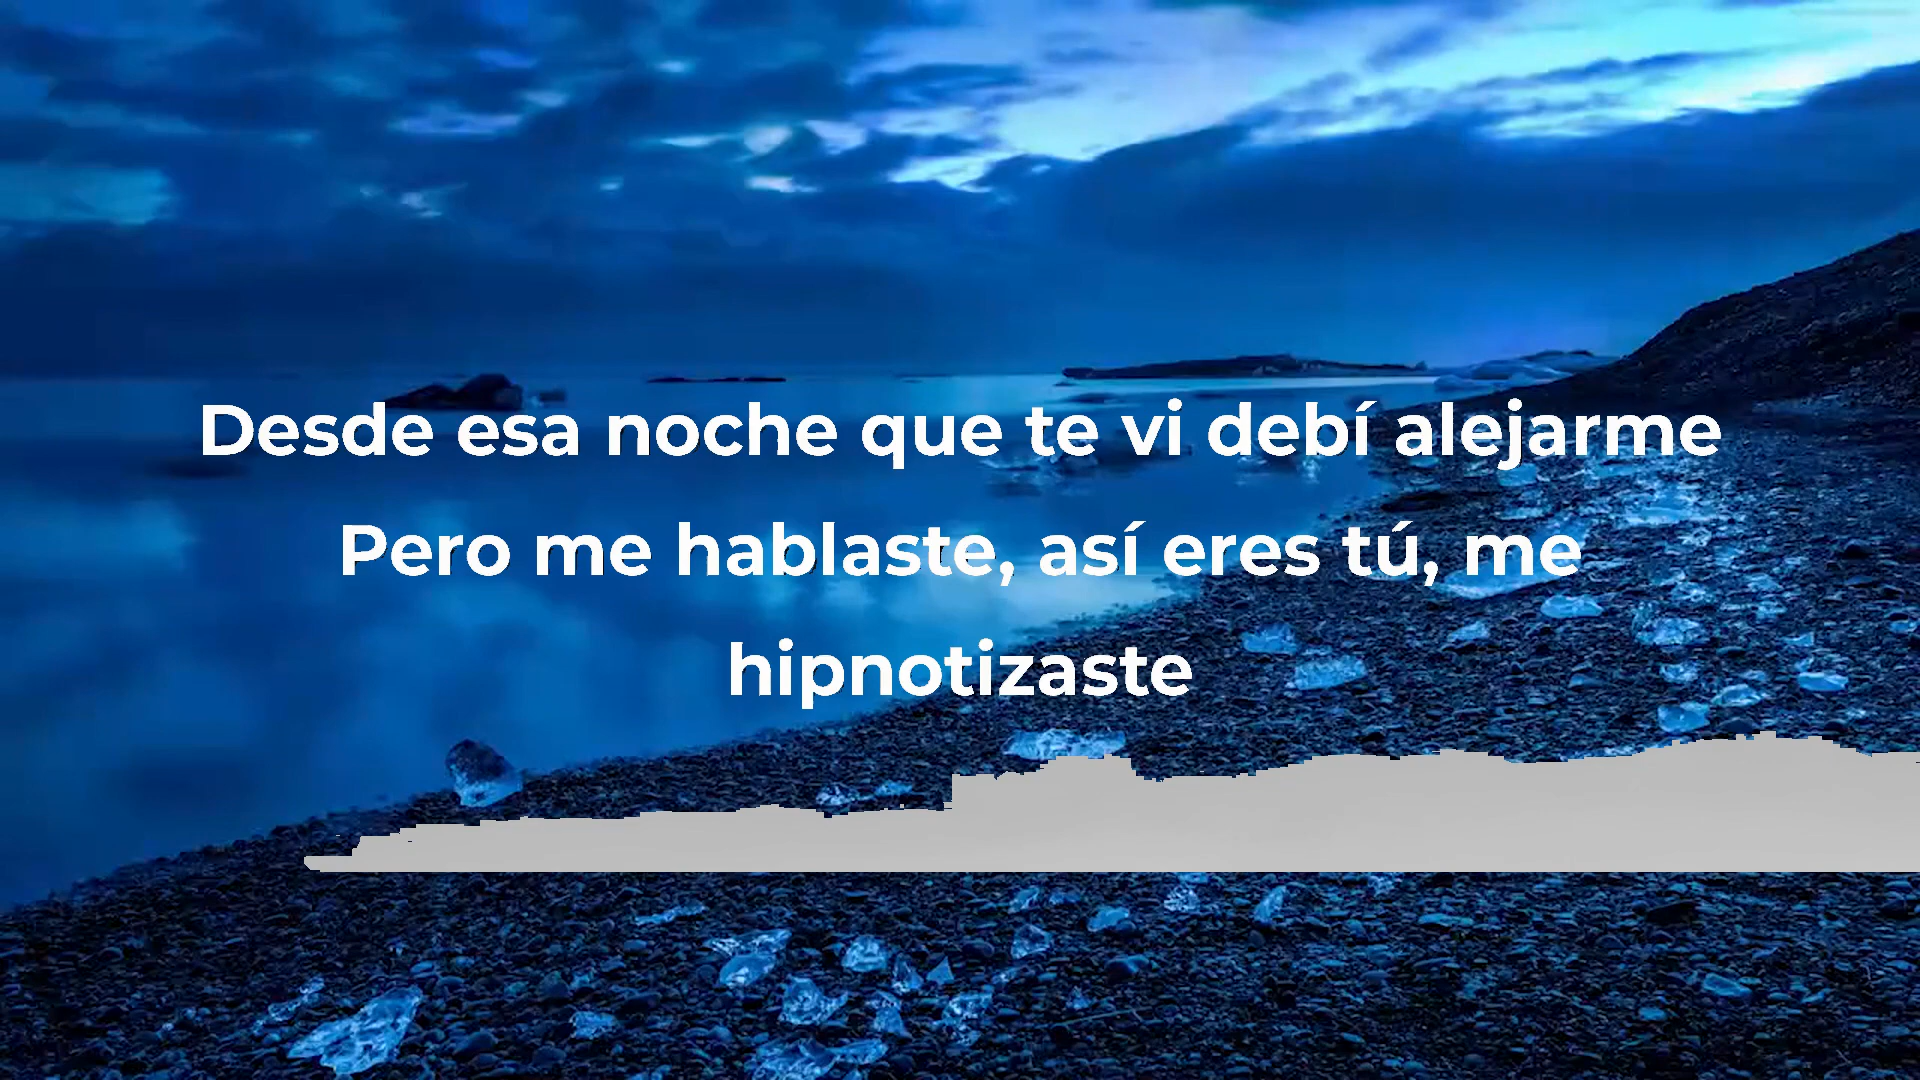 Desde esa noche que te vi debí alejarme
Pero me hablaste, así eres tú, me
hipnotizaste